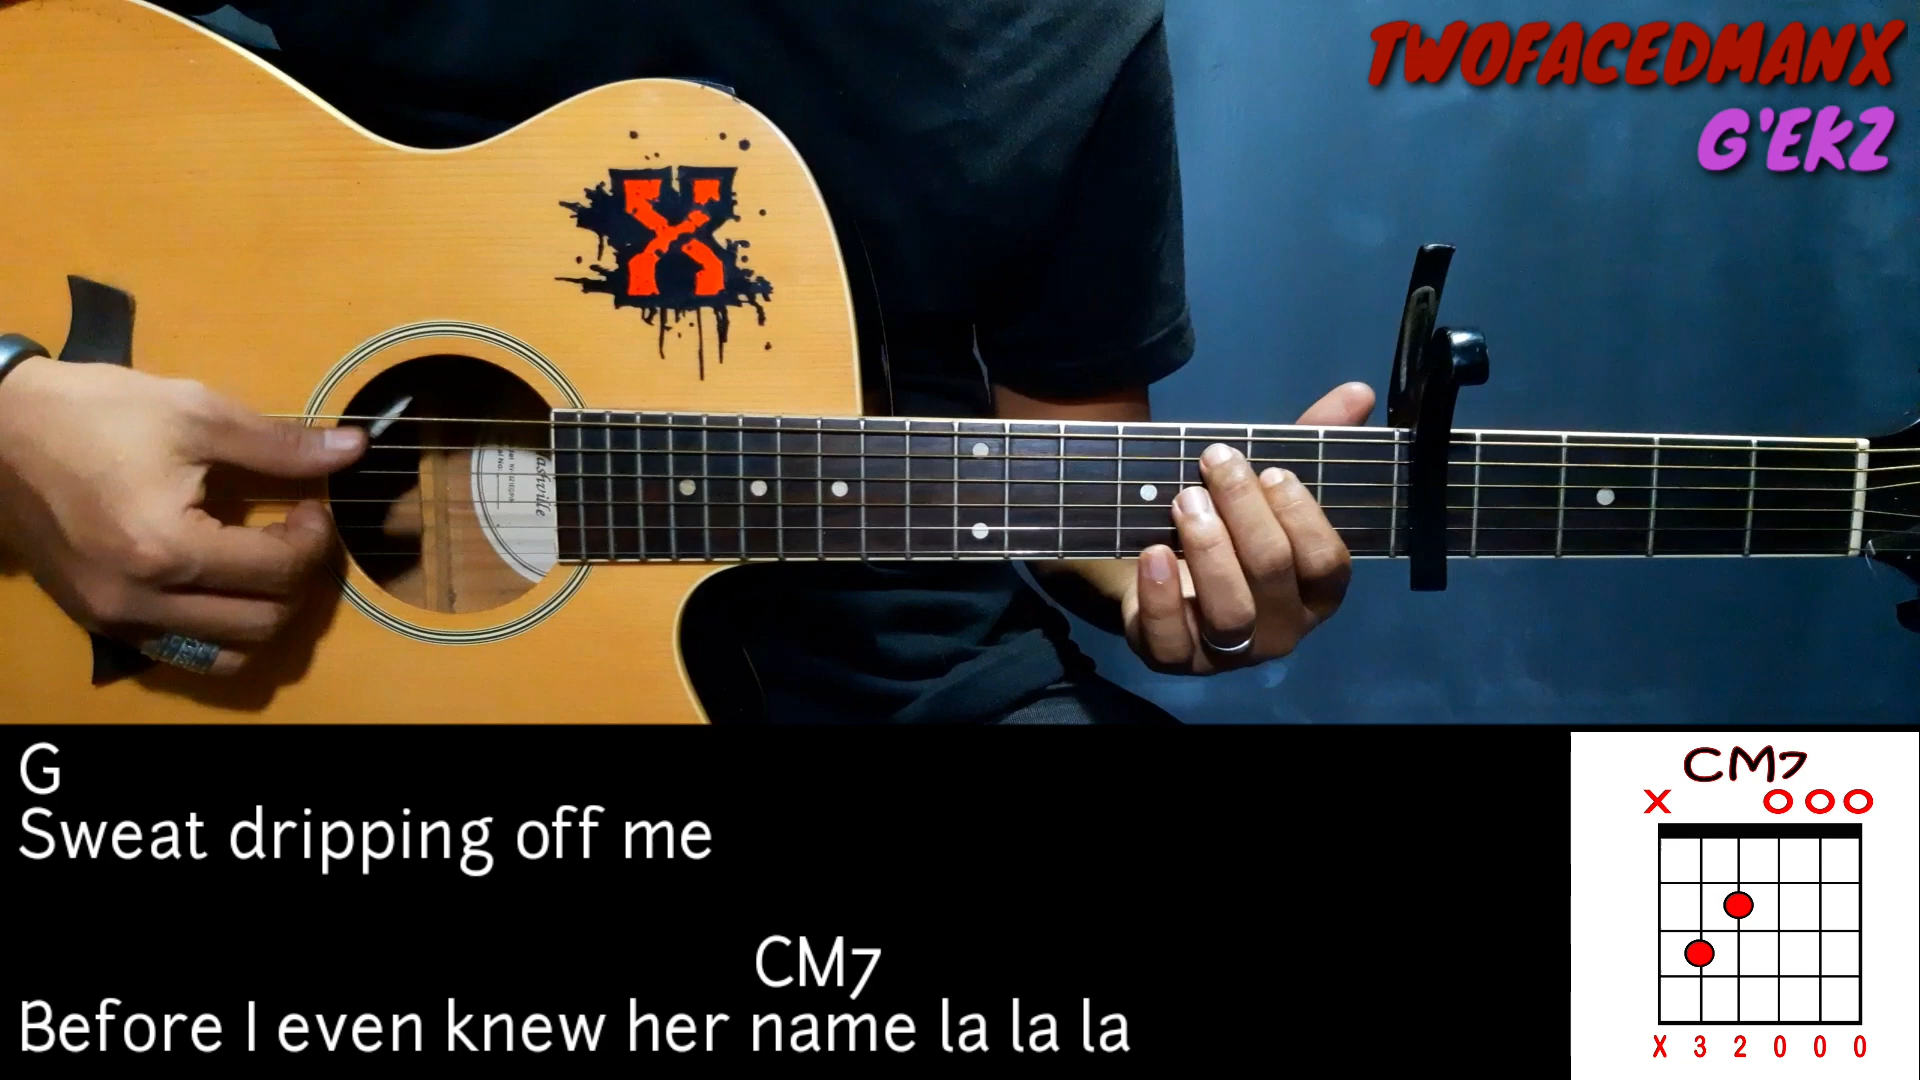 TWOFACEDMANX
G'EKZ
X
ashville
G
Sweat dripping off me
CM7
Before I even knew her name la la la
CM7
X O O O
X 3 2 0 0 0